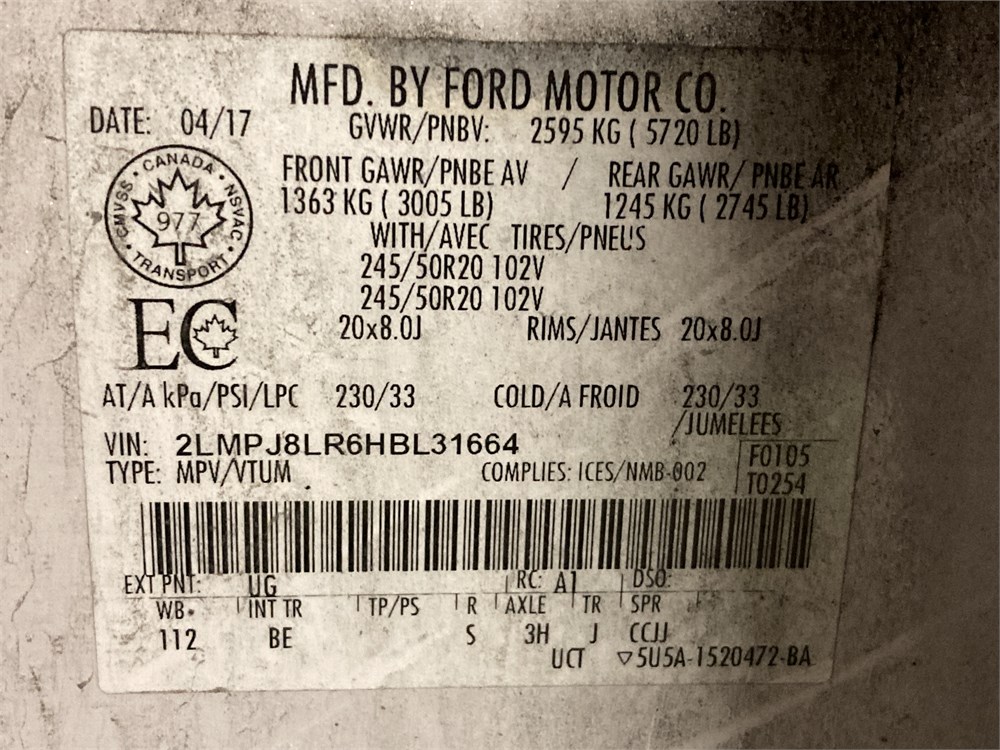 MFD. BY FORD MOTOR CO.
DATE: 04/17
GVWR/PNBV: 2595 KG ( 5720 LB)
CANADA
CMVSS
NSVAC
TRANSPORT
977
FRONT GAWR/PNBE AV / REAR GAWR/ PNBE AR
1363 KG ( 3005 LB) 1245 KG ( 2745 LB)
WITH/AVEC TIRES/PNEUS
245/50R20 102V
245/50R20 102V
EC
20x8.0J RIMS/JANTES 20x8.0J
AT/A kPa/PSI/LPC 230/33 COLD/A FROID 230/33
/JUMELEES
VIN: 2LMPJ8LR6HBL31664
F0105
TYPE: MPV/VTUM COMPLIES: ICES/NMB-002
T0254
EXT PNT: UG RC: A1 DSO:
WB INT TR TP/PS R AXLE TR SPR
112 BE S 3H J CCJJ
UCT ▽5U5A-1520472-BA